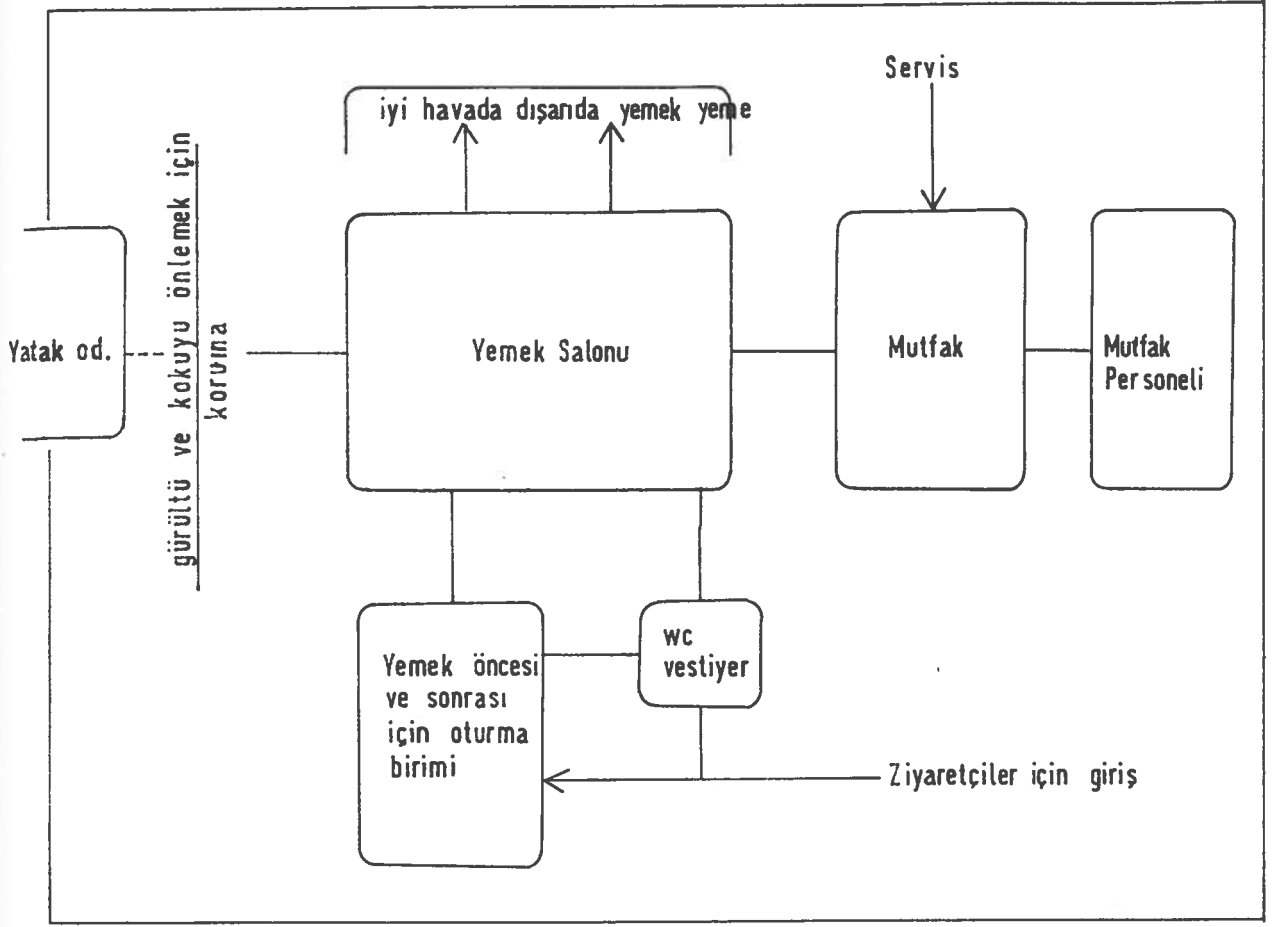 Servis
iyi havada dışarıda yemek yeme
gürültü ve kokuyu önlemek için
koruma
Yatak od.
Yemek Salonu
Mutfak
Mutfak
Personeli
Yemek öncesi
ve sonrası
için oturma
birimi
wc
vestiyer
Ziyaretçiler için giriş